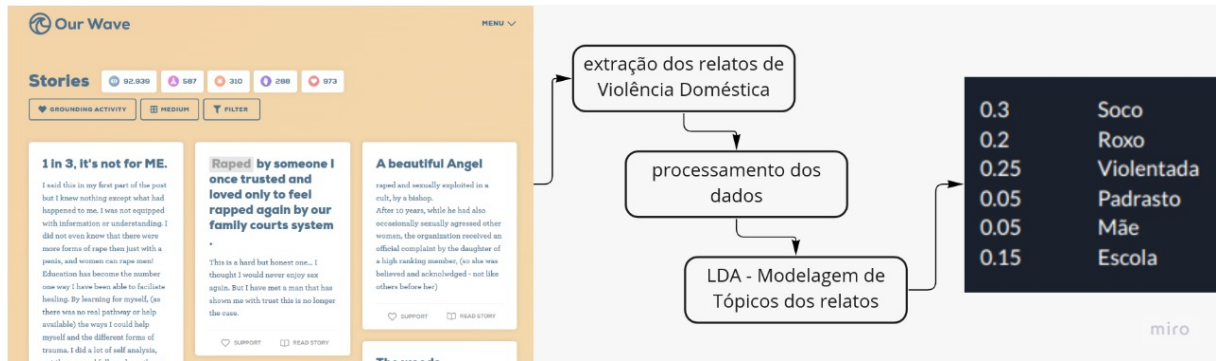 Our Wave
MENU
Stories
92.939
587
310
288
973
GROUNDING ACTIVITY
MEDIUM
FILTER
1 in 3, it's not for ME.
I said this in my first part of the post
but I knew nothing except what had
happened to me. I was not equipped
with information or understanding. I
did not even know that there were
more forms of rape then just with a
penis, and women can rape men!
Education has become the number
one way I have been able to faciliate
healing. By learning for myself, (as
there was no real pathway or help
available) the ways I could help
myself and the different forms of
trauma. I did a lot of self analysis,
Raped by someone I
once trusted and
loved only to feel
rapped again by our
family courts system
.
This is a hard but honest one... I
thought I would never enjoy sex
again. But I have met a man that has
shown me with trust this is no longer
the case.
SUPPORT
READ STORY
A beautiful Angel
raped and sexually exploited in a
cult, by a bishop.
After 10 years, while he had also
occasionally sexually agressed other
women, the organization received an
official complaint by the daughter of
a high ranking member, (so she was
believed and acknolwdged - not like
others before her)
SUPPORT
READ STORY
extração dos relatos de
Violência Doméstica
processamento dos
dados
LDA - Modelagem de
Tópicos dos relatos
0.3 Soco
0.2 Roxo
0.25 Violentada
0.05 Padrasto
0.05 Mãe
0.15 Escola
miro